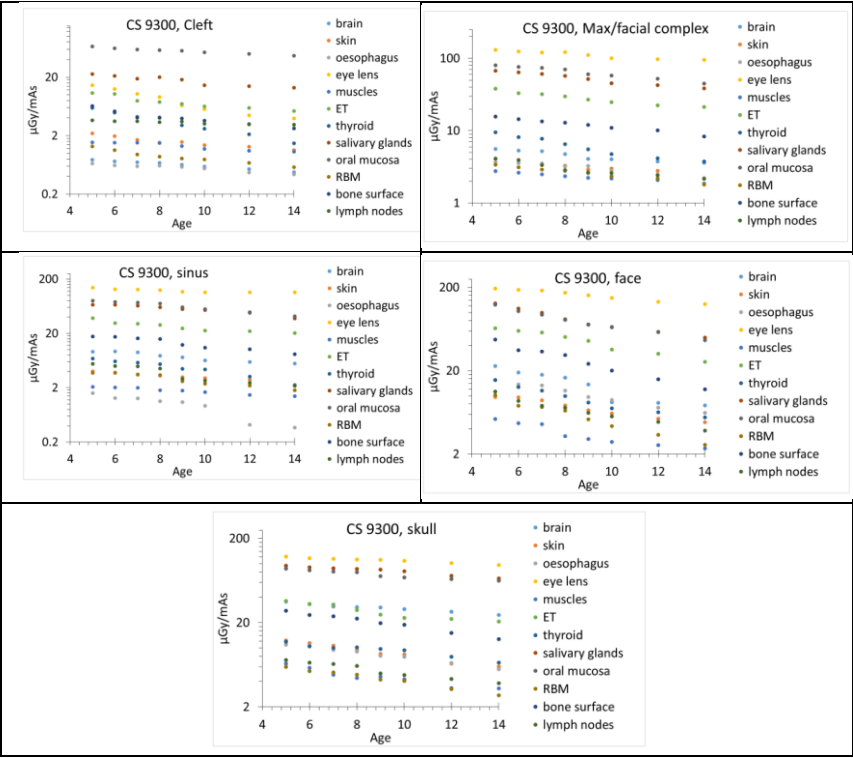 CS 9300, Cleft
µGy/mAs
20
2
0.2
4 6 8 10 12 14
Age
brain
skin
oesophagus
eye lens
muscles
ET
thyroid
salivary glands
oral mucosa
RBM
bone surface
lymph nodes
CS 9300, Max/facial complex
µGy/mAs
100
10
1
4 6 8 10 12 14
Age
brain
skin
oesophagus
eye lens
muscles
ET
thyroid
salivary glands
oral mucosa
RBM
bone surface
lymph nodes
CS 9300, sinus
µGy/mAs
200
20
2
0.2
4 6 8 10 12 14
Age
brain
skin
oesophagus
eye lens
muscles
ET
thyroid
salivary glands
oral mucosa
RBM
bone surface
lymph nodes
CS 9300, face
µGy/mAs
200
20
2
4 6 8 10 12 14
Age
brain
skin
oesophagus
eye lens
muscles
ET
thyroid
salivary glands
oral mucosa
RBM
bone surface
lymph nodes
CS 9300, skull
µGy/mAs
200
20
2
4 6 8 10 12 14
Age
brain
skin
oesophagus
eye lens
muscles
ET
thyroid
salivary glands
oral mucosa
RBM
bone surface
lymph nodes